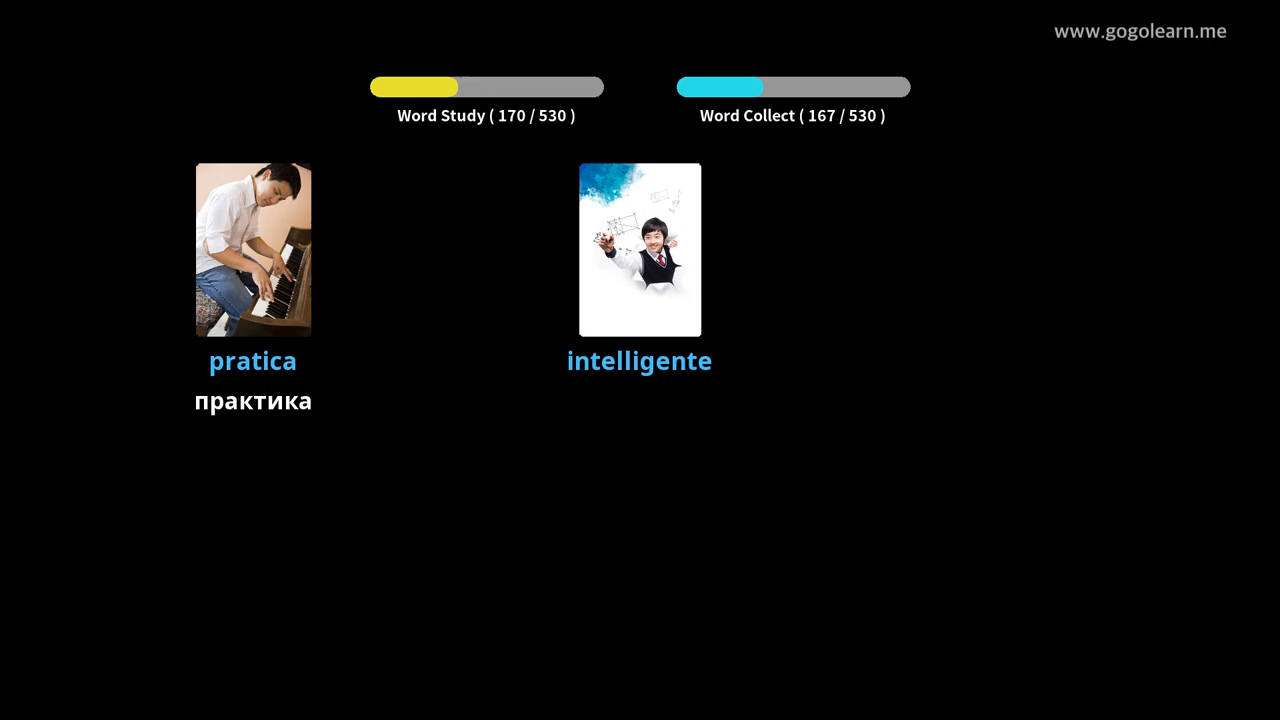 www.gogolearn.me
Word Study ( 170 / 530 )
Word Collect ( 167 / 530 )
pratica
практика
intelligente